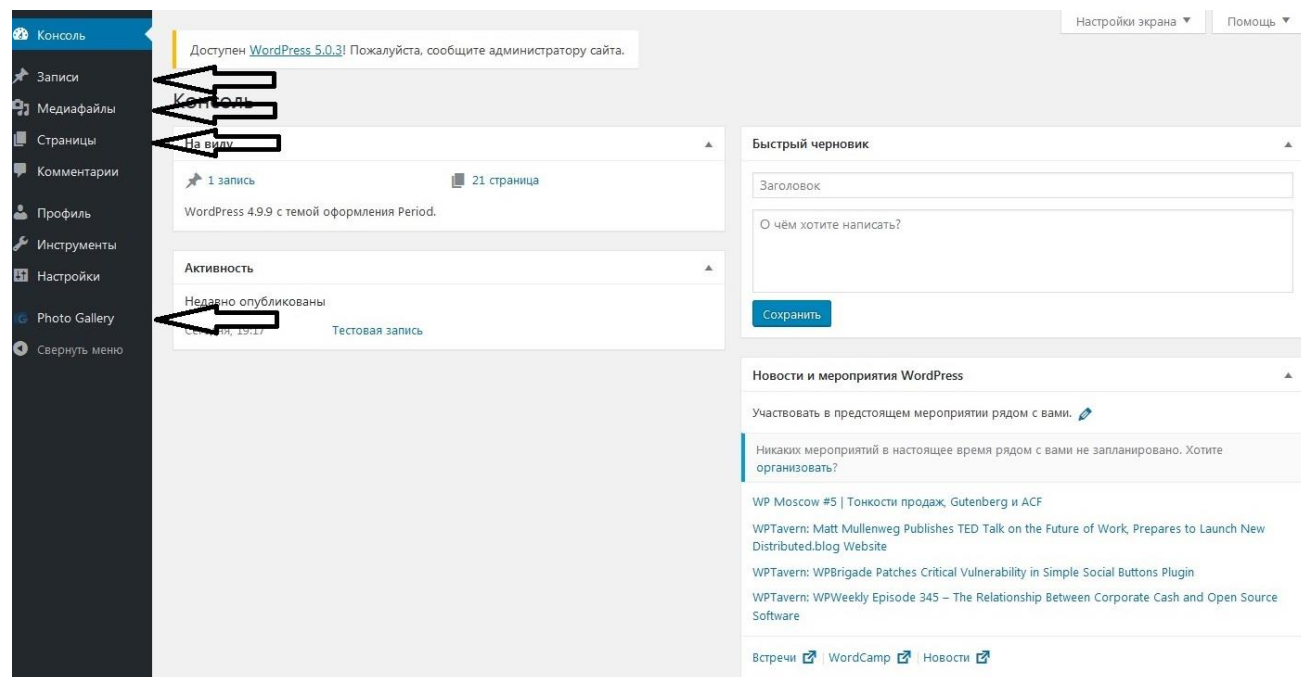 Консоль
Записи
Медиафайлы
Страницы
Комментарии
Профиль
Инструменты
Настройки
Photo Gallery
Свернуть меню
Настройки экрана
Помощь
Доступен WordPress 5.0.3! Пожалуйста, сообщите администратору сайта.
Консоль
На виду
1 запись
21 страница
WordPress 4.9.9 с темой оформления Period.
Активность
Недавно опубликованы
Сегодня, 19:17 Тестовая запись
Быстрый черновик
Заголовок
О чём хотите написать?
Сохранить
Новости и мероприятия WordPress
Участвовать в предстоящем мероприятии рядом с вами.
Никаких мероприятий в настоящее время рядом с вами не запланировано. Хотите
организовать?
WP Moscow #5 | Тонкости продаж, Gutenberg и ACF
WPTavern: Matt Mullenweg Publishes TED Talk on the Future of Work, Prepares to Launch New
Distributed.blog Website
WPTavern: WPBrigade Patches Critical Vulnerability in Simple Social Buttons Plugin
WPTavern: WPWeekly Episode 345 – The Relationship Between Corporate Cash and Open Source
Software
Встречи | WordCamp | Новости